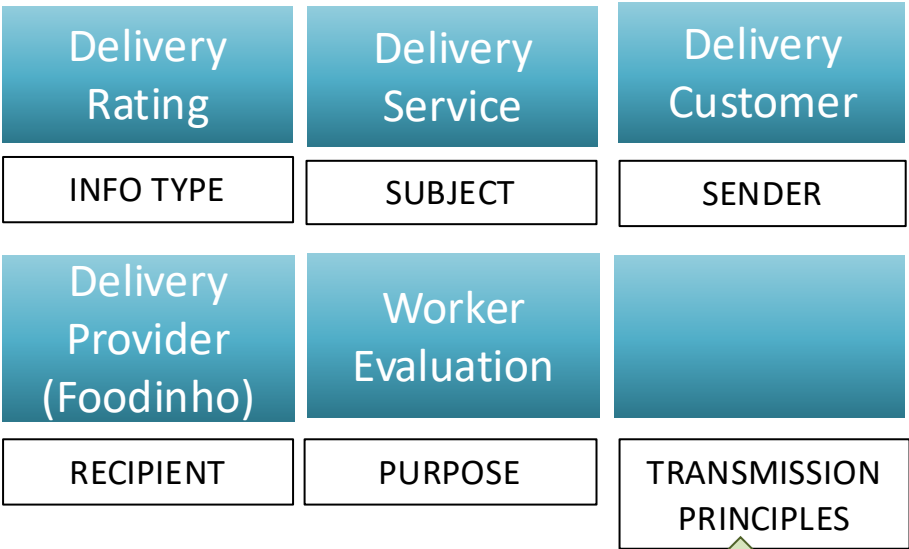 Delivery
Rating
Delivery
Service
Delivery
Customer
INFO TYPE
SUBJECT
SENDER
Delivery
Provider
(Foodinho)
Worker
Evaluation
RECIPIENT
PURPOSE
TRANSMISSION
PRINCIPLES